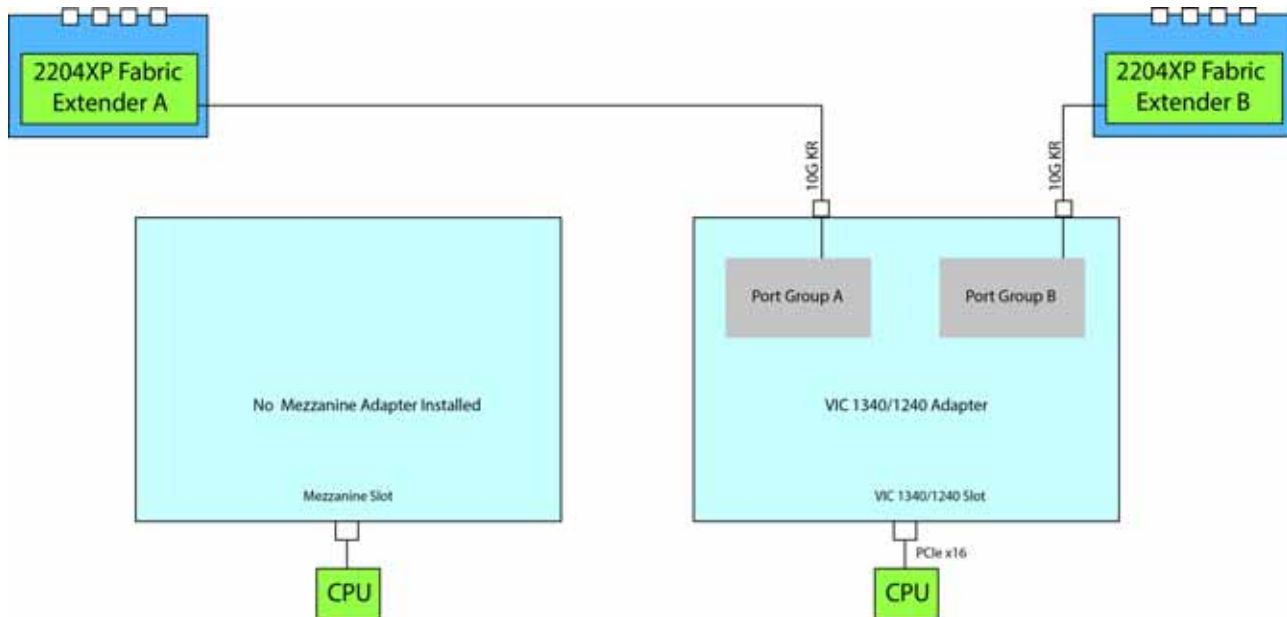 2204XP Fabric
Extender A
2204XP Fabric
Extender B
10G KR
10G KR
Port Group A
Port Group B
No Mezzanine Adapter Installed
VIC 1340/1240 Adapter
Mezzanine Slot
VIC 1340/1240 Slot
PCIe x16
CPU
CPU